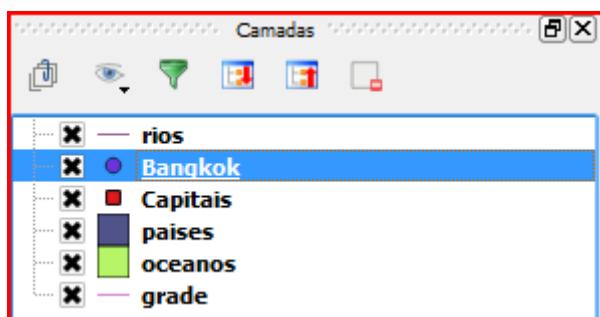 Camadas
rios
Bangkok
Capitais
paises
oceanos
grade